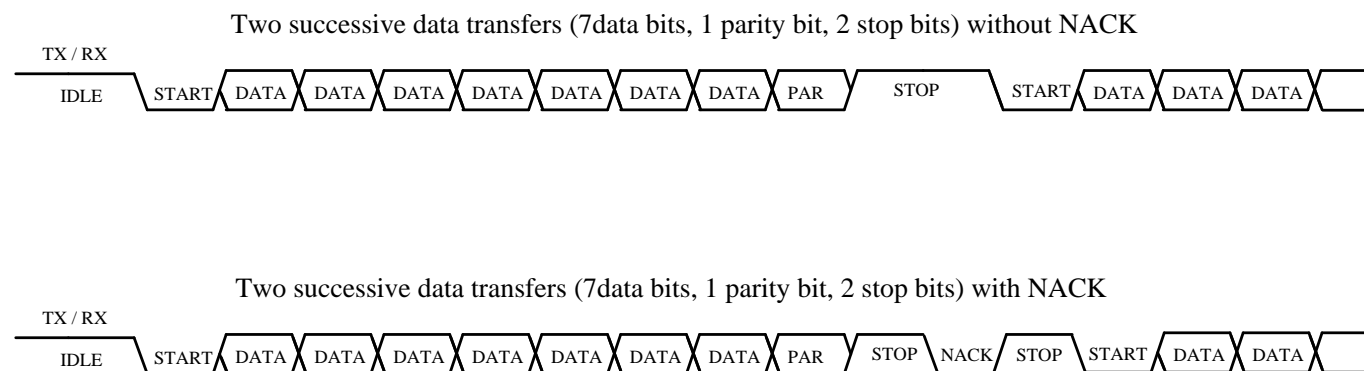 Two successive data transfers (7data bits, 1 parity bit, 2 stop bits) without NACK
TX / RX
IDLE START DATA DATA DATA DATA DATA DATA DATA PAR STOP START DATA DATA DATA
Two successive data transfers (7data bits, 1 parity bit, 2 stop bits) with NACK
TX / RX
IDLE START DATA DATA DATA DATA DATA DATA DATA PAR STOP NACK STOP START DATA DATA